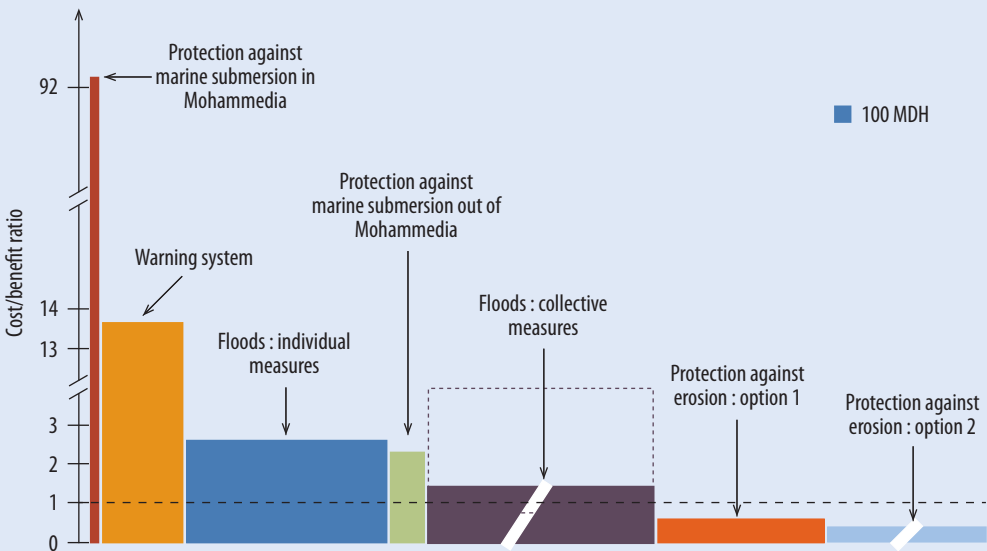 Protection against
marine submersion in
Mohammedia
92
100 MDH
Protection against
marine submersion out of
Mohammedia
Cost/benefit ratio
Warning system
14
13
Floods : collective
measures
Floods : individual
measures
Protection against
erosion : option 1
Protection against
erosion : option 2
3
2
1
0